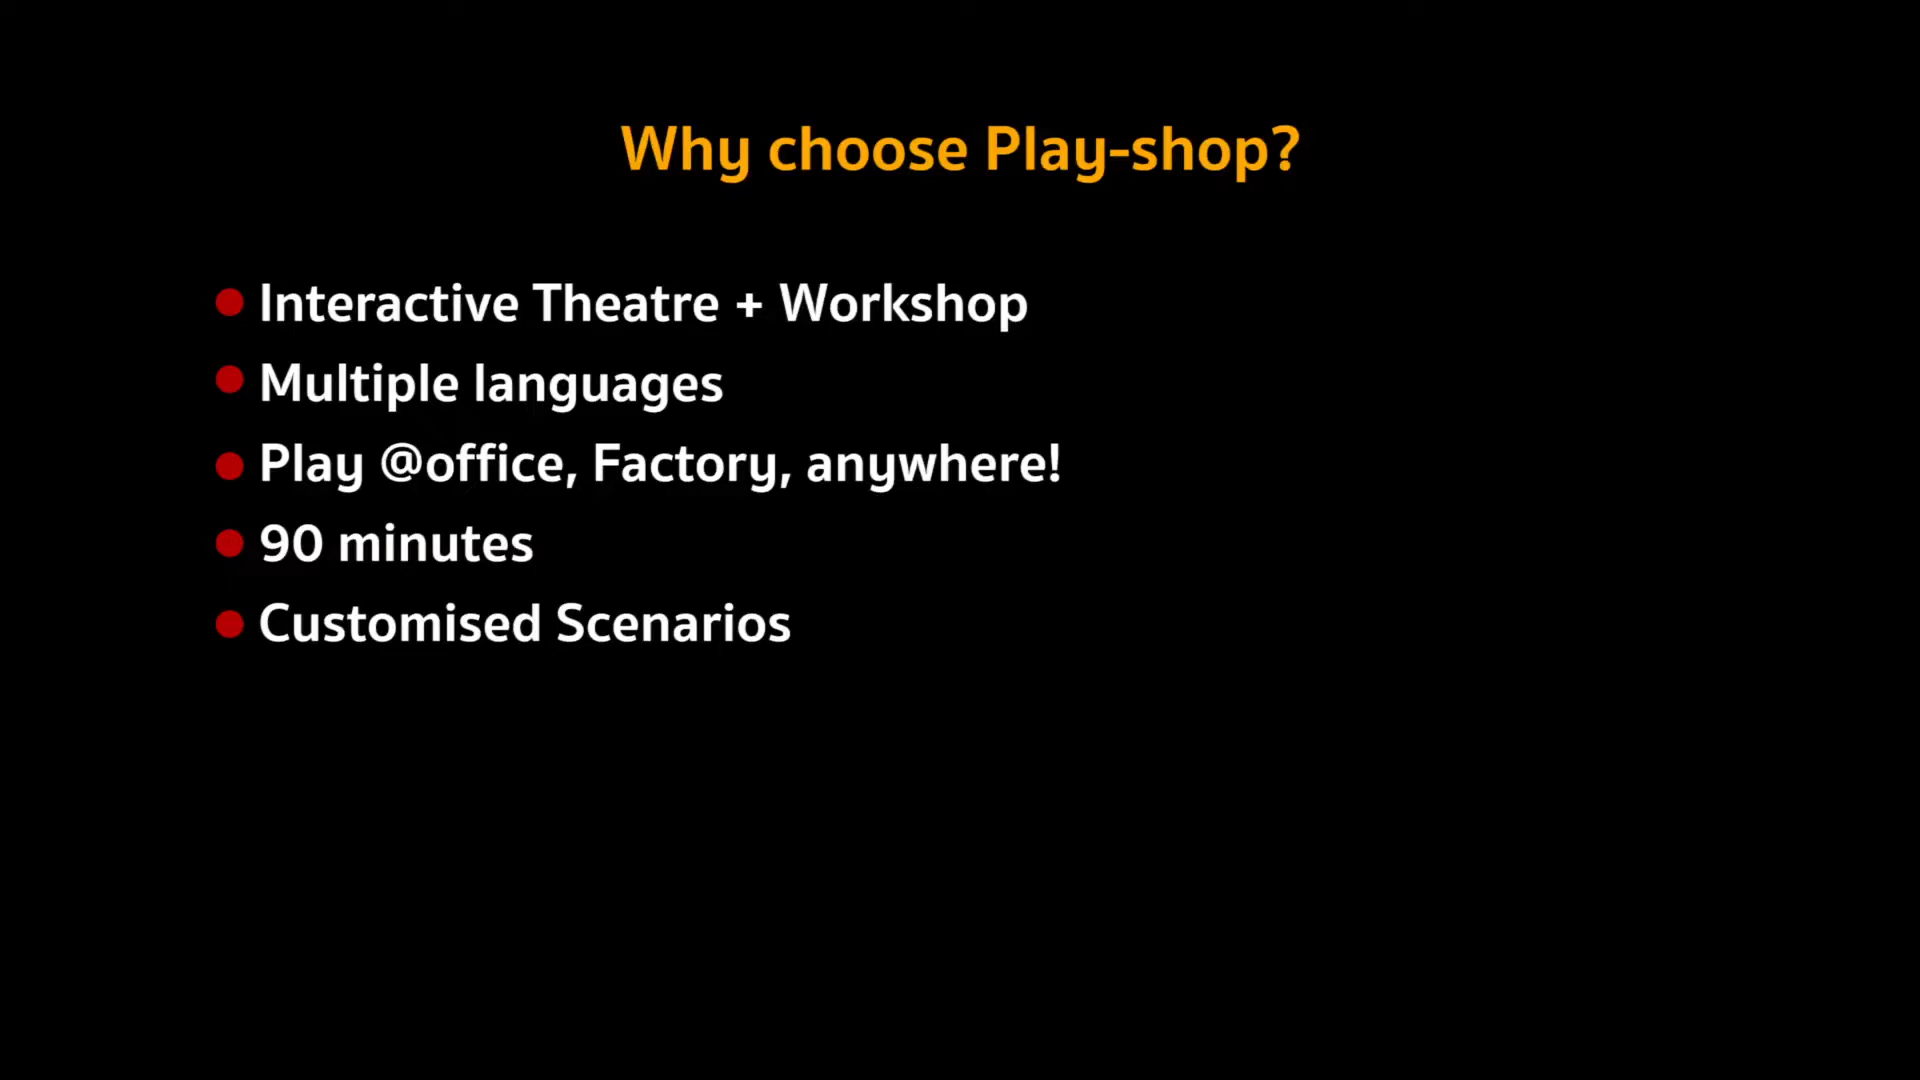 Why choose Play-shop?
Interactive Theatre + Workshop
Multiple languages
Play @office, Factory, anywhere!
90 minutes
Customised Scenarios